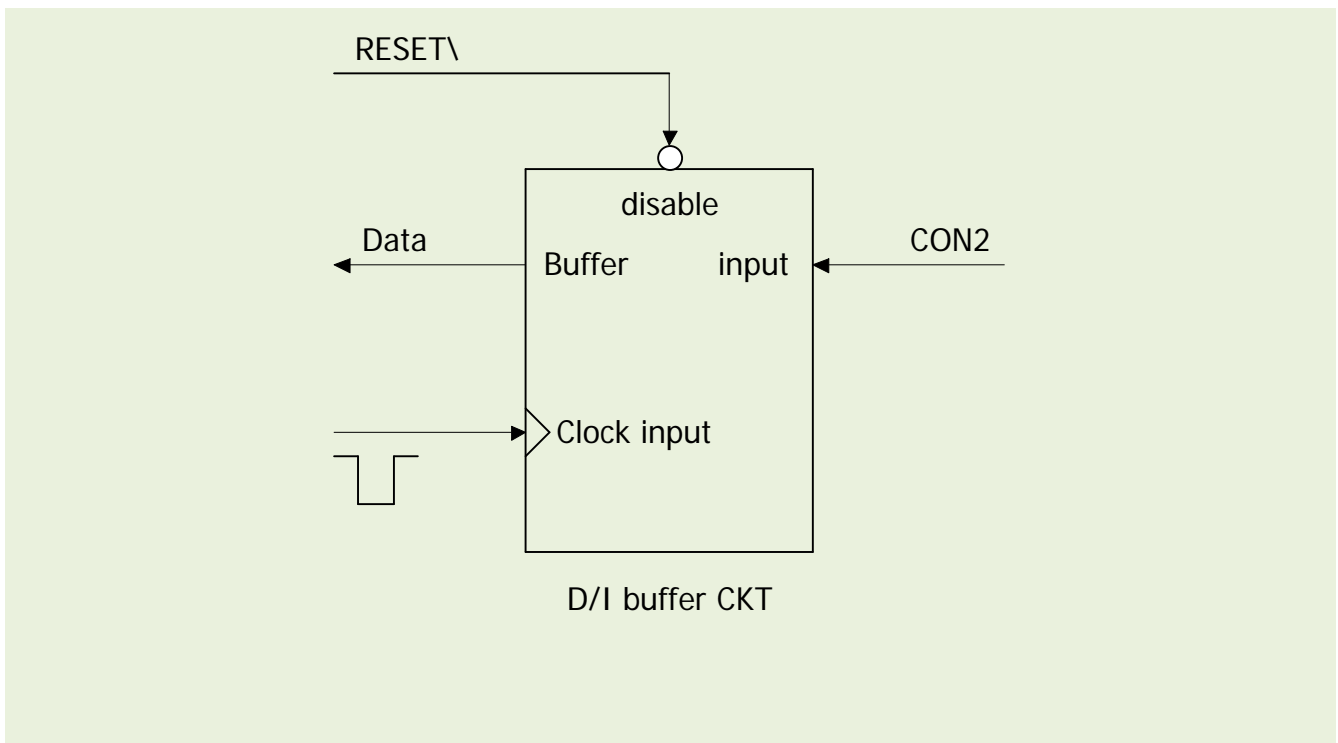 RESET\
disable
Data
CON2
Buffer
input
Clock input
D/I buffer CKT